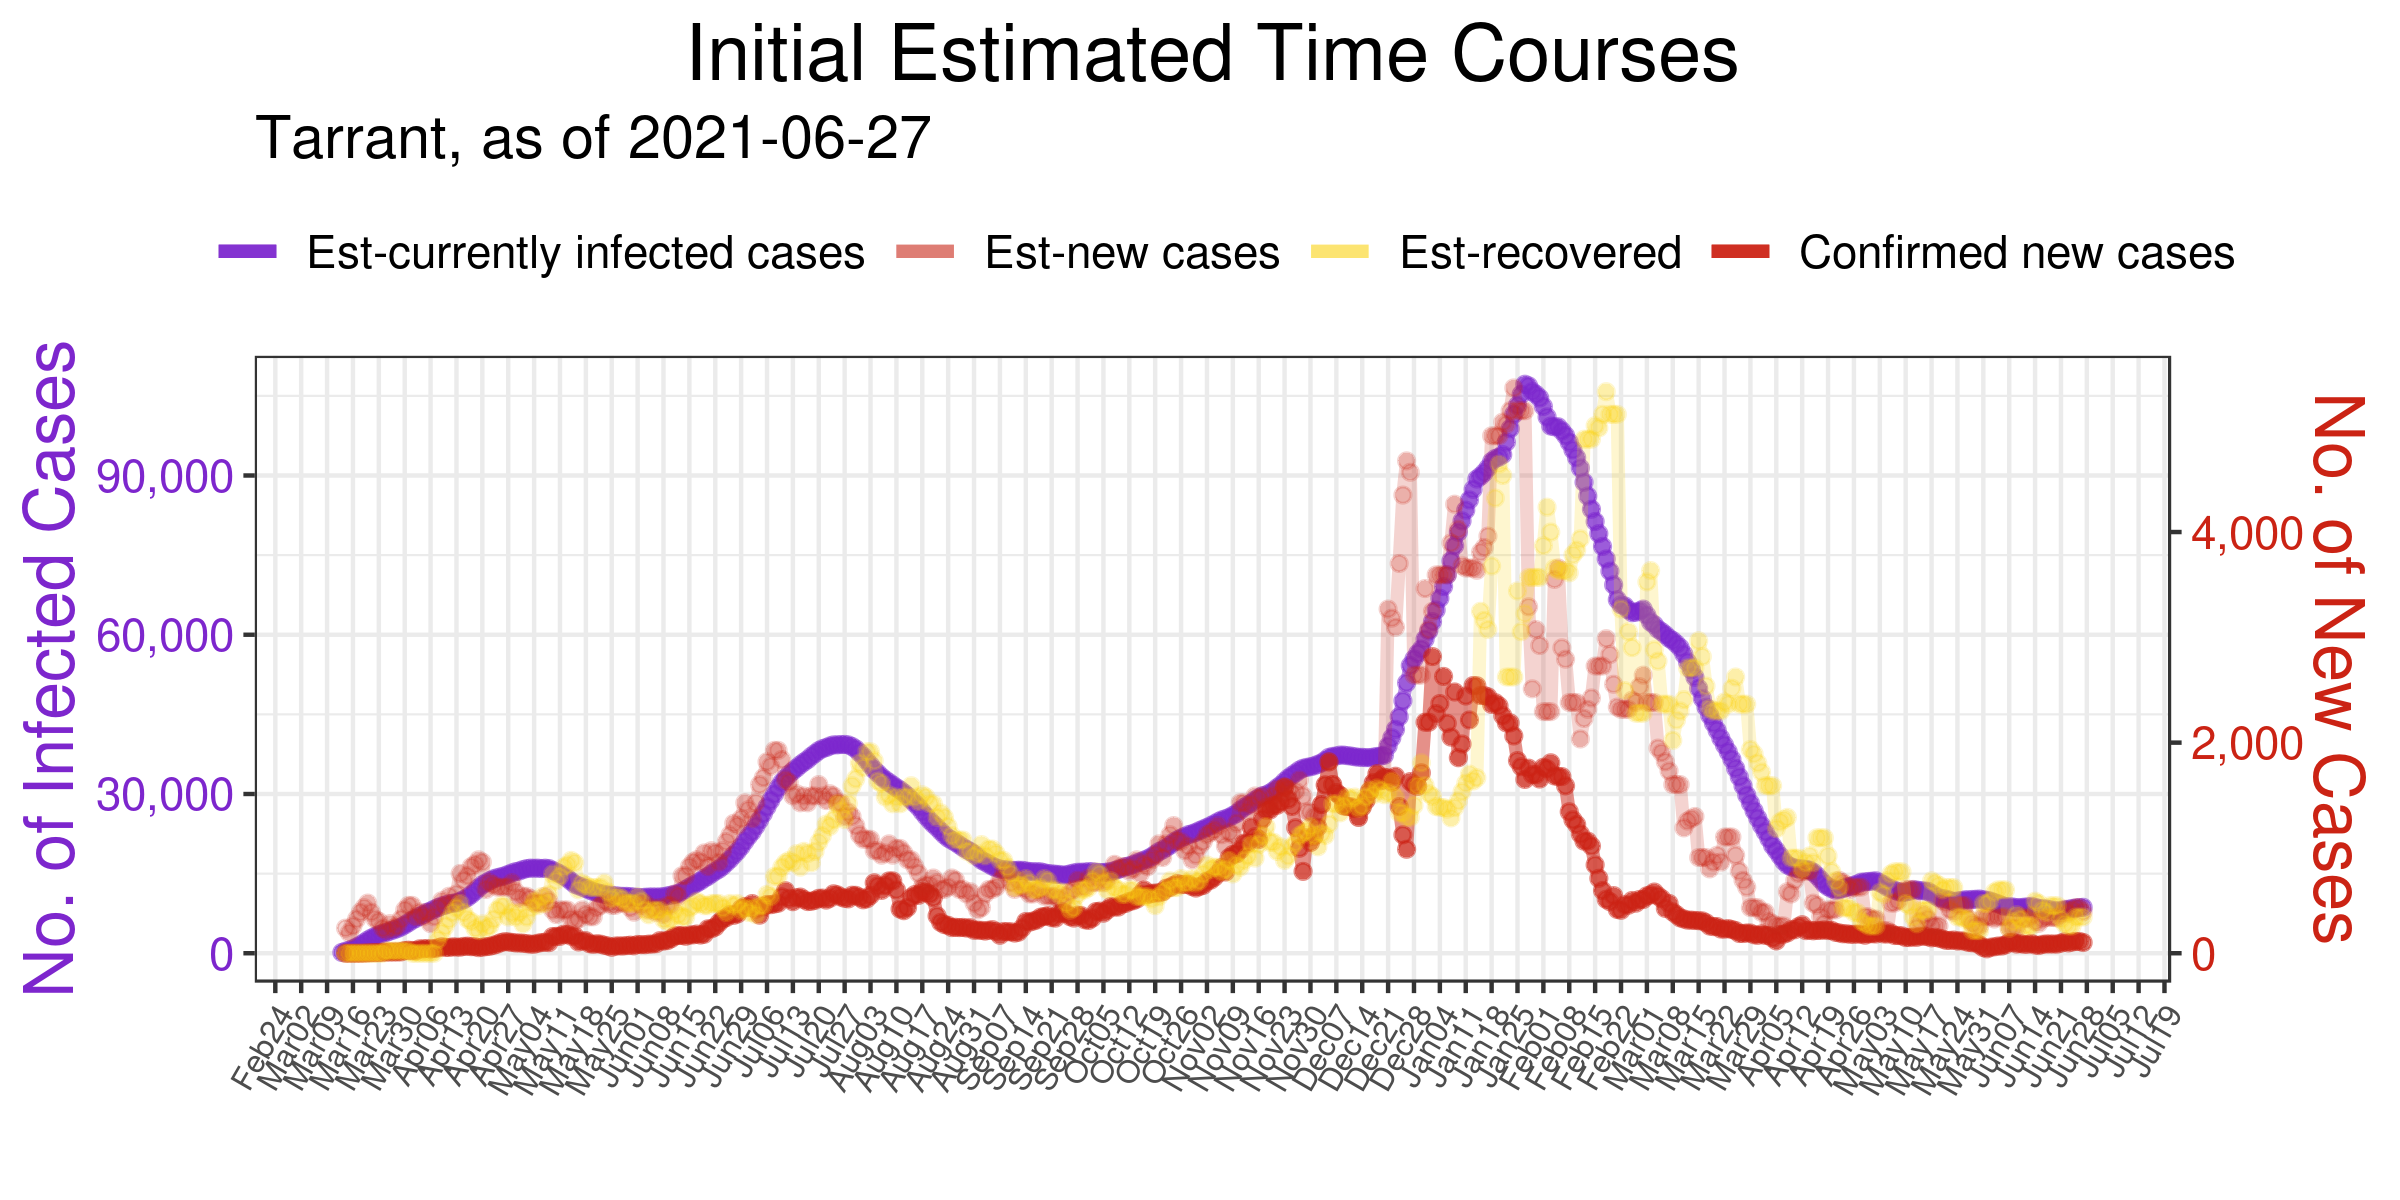 Initial Estimated Time Courses
Tarrant, as of 2021-06-27
Est-currently infected cases
Est-new cases
Est-recovered
Confirmed new cases
No. of Infected Cases
90,000
60,000
30,000
0
4,000
2,000
0
No. of New Cases
Feb24
Mar02
Mar09
Mar16
Mar23
Mar30
Apr06
Apr13
Apr20
Apr27
May04
May11
May18
May25
Jun01
Jun08
Jun15
Jun22
Jun29
Jul06
Jul13
Jul20
Jul27
Aug03
Aug10
Aug17
Aug24
Aug31
Sep07
Sep14
Sep21
Sep28
Oct05
Oct12
Oct19
Oct26
Nov02
Nov09
Nov16
Nov23
Nov30
Dec07
Dec14
Dec21
Dec28
Jan04
Jan11
Jan18
Jan25
Feb01
Feb08
Feb15
Feb22
Mar01
Mar08
Mar15
Mar22
Mar29
Apr05
Apr12
Apr19
Apr26
May03
May10
May17
May24
May31
Jun07
Jun14
Jun21
Jun28
Jul05
Jul12
Jul19